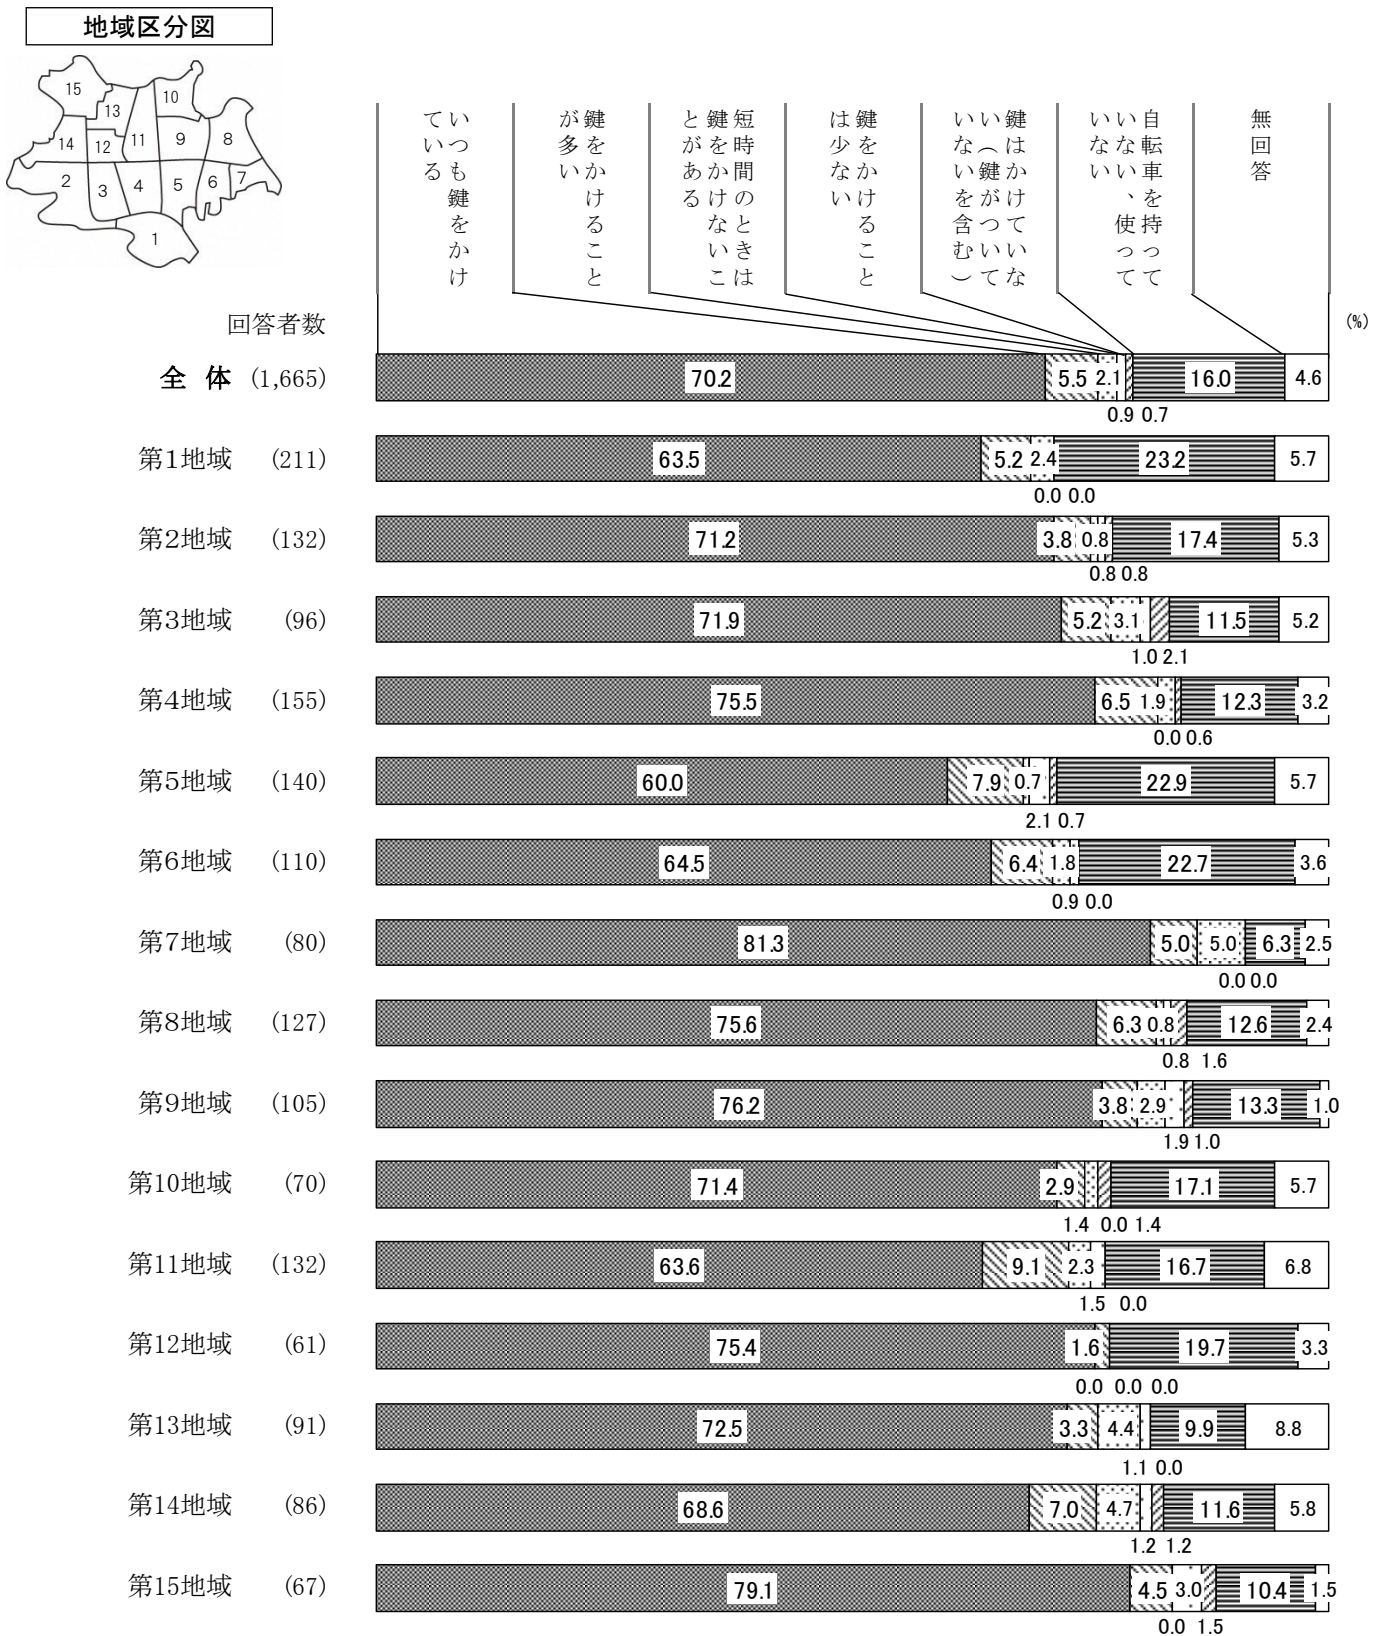 地域区分図
15
13
10
14
12
11
9
8
2
3
4
5
6
7
1
いつも鍵をかけ
ている
鍵をかけること
が多い
短時間のときは
鍵をかけないこ
とがある
鍵をかけること
は少ない
鍵はかけていな
い（鍵がついて
いないを含む）
自転車を持って
いない、使って
いない
無回答
回答者数
(%)
全 体 (1,665) 70.2 5.5 2.1 16.0 4.6
0.9 0.7
第1地域 (211) 63.5 5.2 2.4 23.2 5.7
0.0 0.0
第2地域 (132) 71.2 3.8 0.8 17.4 5.3
0.8 0.8
第3地域 (96) 71.9 5.2 3.1 11.5 5.2
1.0 2.1
第4地域 (155) 75.5 6.5 1.9 12.3 3.2
0.0 0.6
第5地域 (140) 60.0 7.9 0.7 22.9 5.7
2.1 0.7
第6地域 (110) 64.5 6.4 1.8 22.7 3.6
0.9 0.0
第7地域 (80) 81.3 5.0 5.0 6.3 2.5
0.0 0.0
第8地域 (127) 75.6 6.3 0.8 12.6 2.4
0.8 1.6
第9地域 (105) 76.2 3.8 2.9 13.3 1.0
1.9 1.0
第10地域 (70) 71.4 2.9 17.1 5.7
1.4 0.0 1.4
第11地域 (132) 63.6 9.1 2.3 16.7 6.8
1.5 0.0
第12地域 (61) 75.4 1.6 19.7 3.3
0.0 0.0 0.0
第13地域 (91) 72.5 3.3 4.4 9.9 8.8
1.1 0.0
第14地域 (86) 68.6 7.0 4.7 11.6 5.8
1.2 1.2
第15地域 (67) 79.1 4.5 3.0 10.4 1.5
0.0 1.5